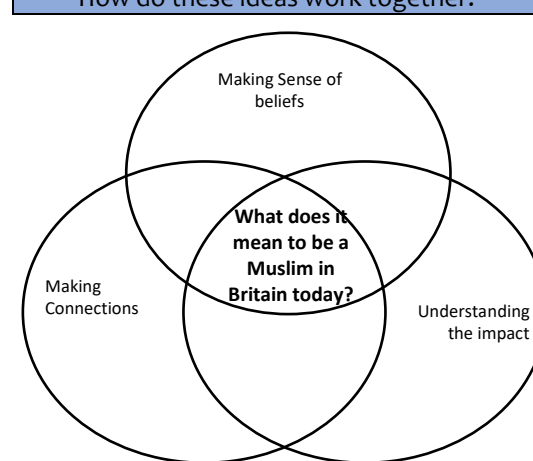 How do these ideas work together?
Making Sense of
beliefs
What does it
mean to be a
Muslim in
Britain today?
Making
Connections
Understanding
the impact